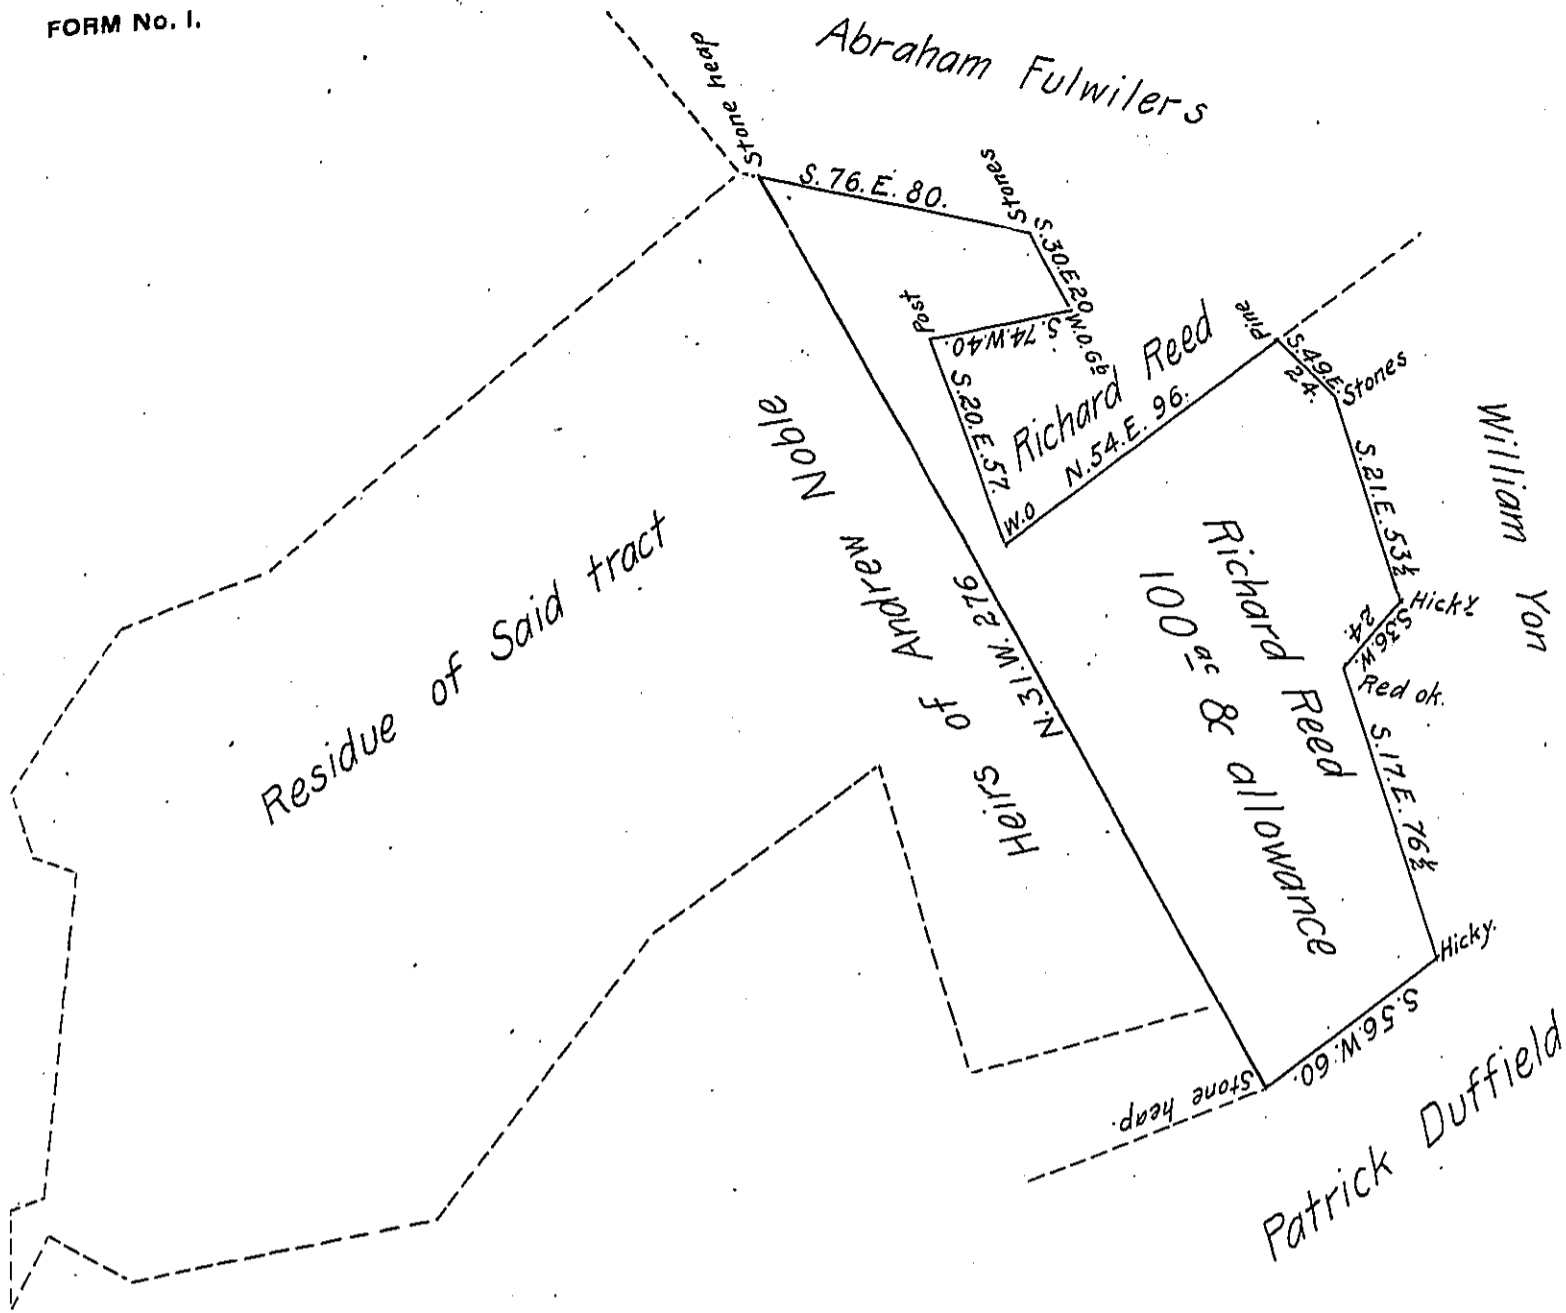 FORM No. 1.
Abraham Fulwilers
Stone heap
S. 76. E. 80.
Stones
S. 30. E 20
M.O. Gb
S. 74. W. 40.
Post
S. 20. E. 57.
W.O
Richard Reed
N. 54. E. 96.
Pine
S. 49. E.
24.
Stones
S. 21. E. 53½
Hicky
S. 36. W.
24.
Red ok.
S. 17. E. 76½
Hicky.
S. 56. W. 60.
Stone heap.
N. 31. W. 276
Richard Reed
100 ac & allowance
William Yon
Heirs of Andrew Noble
Residue of Said tract
Patrick Duffield